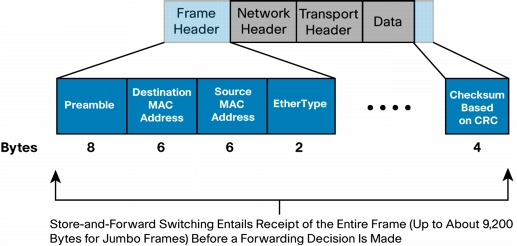 Frame Header
Network Header
Transport Header
Data
Preamble
Destination MAC Address
Source MAC Address
EtherType
Checksum Based on CRC
Bytes 8 6 6 2 4
Store-and-Forward Switching Entails Receipt of the Entire Frame (Up to About 9,200
Bytes for Jumbo Frames) Before a Forwarding Decision Is Made